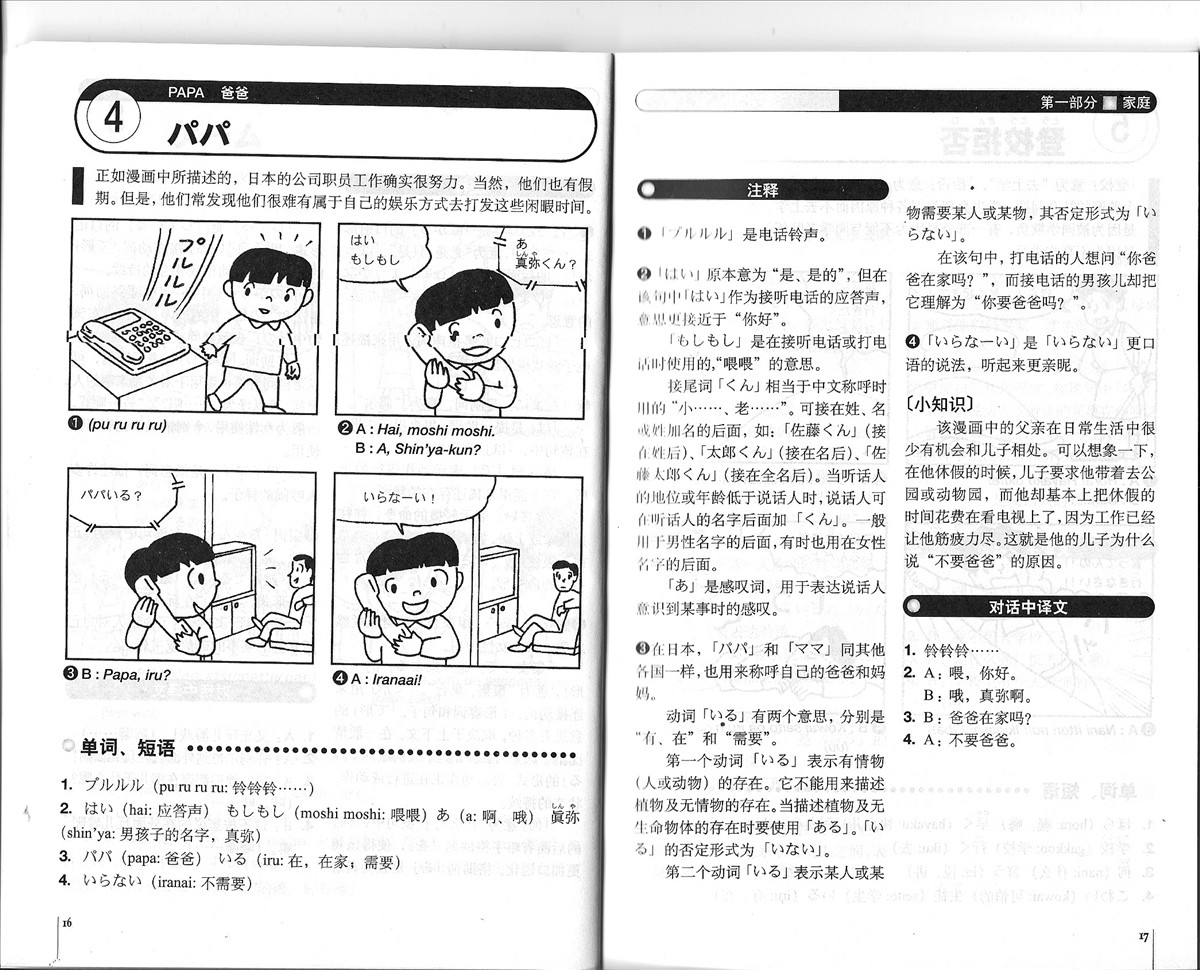 4
PAPA 爸爸
パパ
正如漫画中所描述的，日本的公司职员工作确实很努力。当然，他们也有假
期。但是，他们常发现他们很难有属于自己的娱乐方式去打发这些闲暇时间。
プルルル
❶ (pu ru ru ru)
はい
もしもし
あ
真弥くん？
しんや
❷ A : Hai, moshi moshi.
B : A, Shin'ya-kun?
パパいる？
❸ B : Papa, iru?
いらなーい！
❹ A : Iranaai!
单词、短语
1. プルルル（pu ru ru ru: 铃铃铃……）
2. はい（hai: 应答声） もしもし（moshi moshi: 喂喂）あ（a: 啊、哦） 真弥
しんや
(shin'ya: 男孩子的名字，真弥)
3. パパ（papa: 爸爸） いる（iru: 在，在家；需要）
4. いらない（iranai: 不需要）
16
第一部分 家庭
注释
❶「プルルル」是电话铃声。
❷「はい」原本意为“是、是的”，但在
该句中「はい」作为接听电话的应答声，
意思更接近于“你好”。
「もしもし」是在接听电话或打电
话时使用的，“喂喂”的意思。
接尾词「くん」相当于中文称呼时
用的“小……、老……”。可接在姓、名
或姓加名的后面，如：「佐藤くん」（接
在姓后）、「太郎くん」（接在名后）、「佐
藤太郎くん」（接在全名后）。当听话人
的地位或年龄低于说话人时，说话人可
在听话人的名字后面加「くん」。一般
用于男性名字的后面，有时也用在女性
名字的后面。
「あ」是感叹词，用于表达说话人
意识到某事时的感叹。
❸在日本，「パパ」和「ママ」同其他
各国一样，也用来称呼自己的爸爸和妈
妈。
动词「いる」有两个意思，分别是
“有、在”和“需要”。
第一个动词「いる」表示有情物
(人或动物）的存在。它不能用来描述
植物及无情物的存在。当描述植物及无
生命物体的存在时要使用「ある」。「い
る」的否定形式为「いない」。
第二个动词「いる」表示某人或某
物需要某人或某物，其否定形式为「い
らない」。
在该句中，打电话的人想问“你爸
爸在家吗？”，而接电话的男孩儿却把
它理解为“你要爸爸吗？”。
❹「いらなーい」是「いらない」更口
语的说法，听起来更亲昵。
〔小知识〕
该漫画中的父亲在日常生活中很
少有机会和儿子相处。可以想象一下，
在他休假的时候，儿子要求他带着去公
园或动物园，而他却基本上把休假的
时间花费在看电视上了，因为工作已经
让他筋疲力尽。这就是他的儿子为什么
说“不要爸爸”的原因。
对话中译文
1. 铃铃铃……
2. A：喂，你好。
B：哦，真弥啊。
3. B：爸爸在家吗？
4. A：不要爸爸。
17